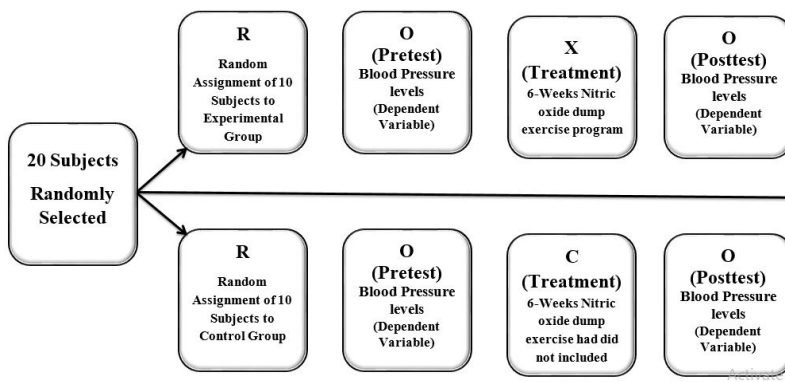 20 Subjects
Randomly
Selected
R
Random
Assignment of 10
Subjects to
Experimental
Group
O
(Pretest)
Blood Pressure
levels
(Dependent
Variable)
X
(Treatment)
6-Weeks Nitric
oxide dump
exercise program
O
(Posttest)
Blood Pressure
levels
(Dependent
Variable)
R
Random
Assignment of 10
Subjects to
Control Group
O
(Pretest)
Blood Pressure
levels
(Dependent
Variable)
C
(Treatment)
6-Weeks Nitric
oxide dump
exercise had did
not included
O
(Posttest)
Blood Pressure
levels
(Dependent
Variable)
Activate